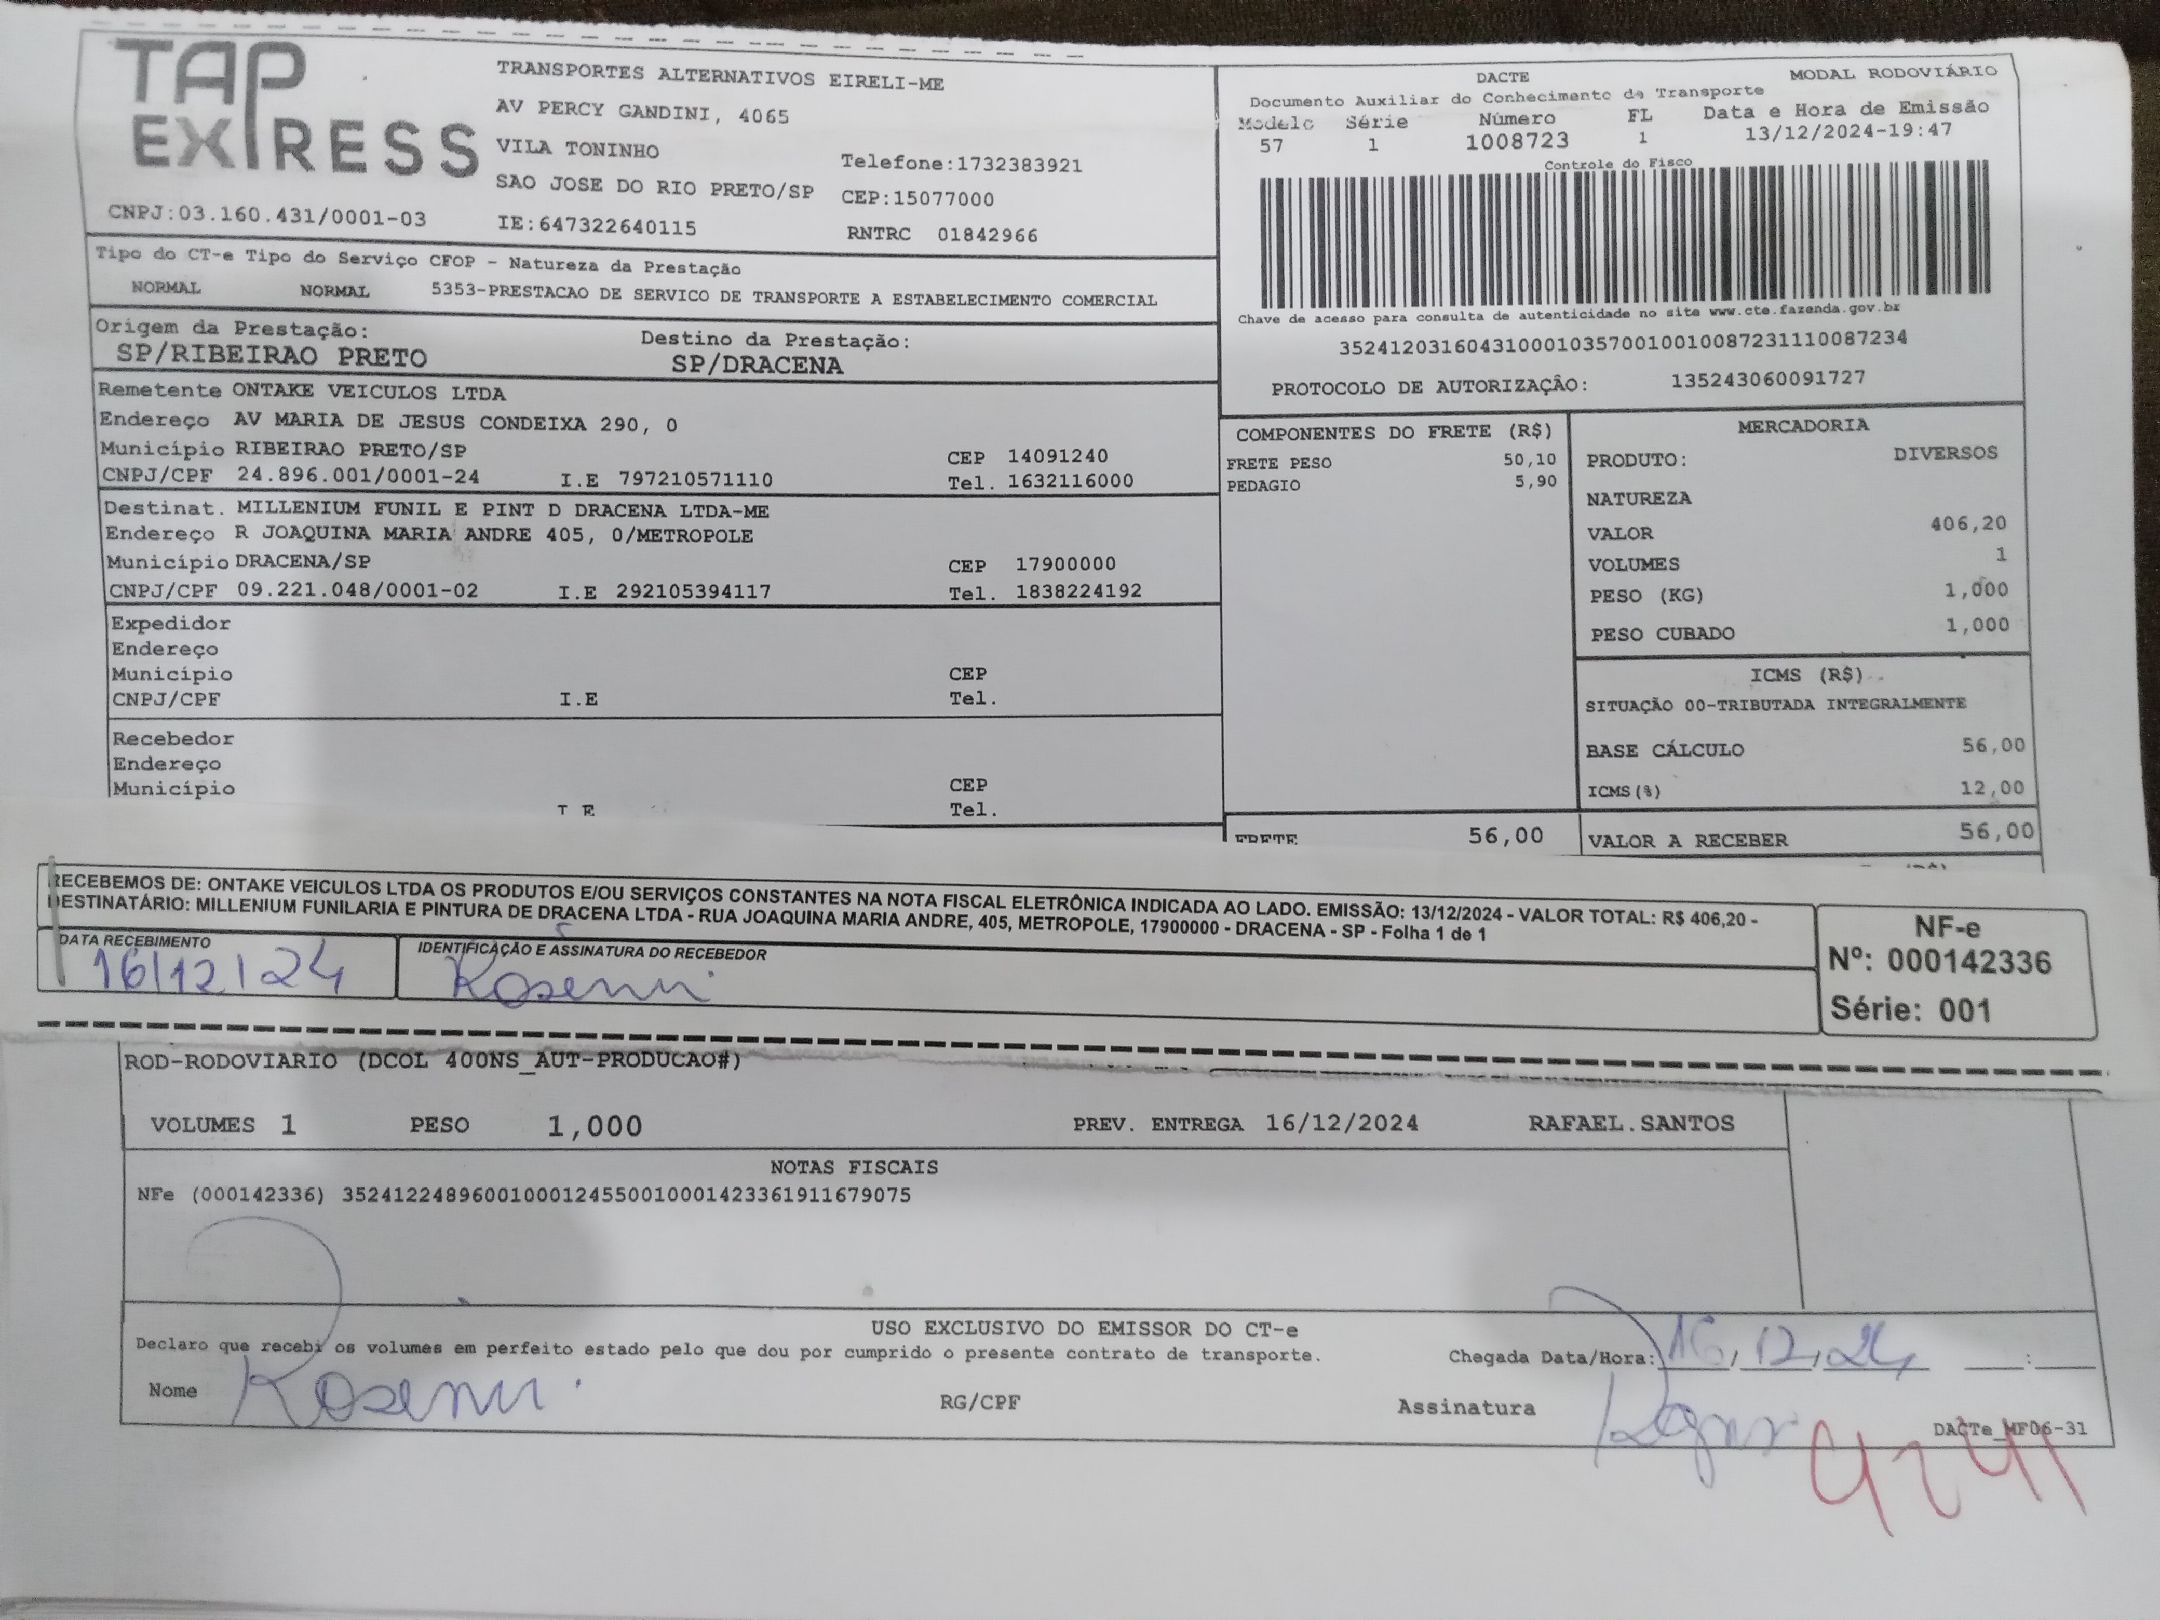 TAP EXPRESS
CNPJ:03.160.431/0001-03
TRANSPORTES ALTERNATIVOS EIRELI-ME
AV PERCY GANDINI, 4065
VILA TONINHO
Telefone:1732383921
SAO JOSE DO RIO PRETO/SP CEP:15077000
IE:647322640115 RNTRC 01842966
DACTE MODAL RODOVIÁRIO
Documento Auxiliar do Conhecimento de Transporte
Modelo Série Número FL Data e Hora de Emissão
57 1 1008723 1 13/12/2024-19:47
Controle do Fisco
Chave de acesso para consulta de autenticidade no site www.cte.fazenda.gov.br
35241203160431000103570010010087231110087234
PROTOCOLO DE AUTORIZAÇÃO: 135243060091727
Tipo do CT-e Tipo do Serviço CFOP - Natureza da Prestação
NORMAL NORMAL 5353-PRESTACAO DE SERVICO DE TRANSPORTE A ESTABELECIMENTO COMERCIAL
Origem da Prestação: Destino da Prestação:
SP/RIBEIRAO PRETO SP/DRACENA
Remetente ONTAKE VEICULOS LTDA
Endereço AV MARIA DE JESUS CONDEIXA 290, 0
Município RIBEIRAO PRETO/SP CEP 14091240
CNPJ/CPF 24.896.001/0001-24 I.E 797210571110 Tel. 1632116000
Destinat. MILLENIUM FUNIL E PINT D DRACENA LTDA-ME
Endereço R JOAQUINA MARIA ANDRE 405, 0/METROPOLE
Município DRACENA/SP CEP 17900000
CNPJ/CPF 09.221.048/0001-02 I.E 292105394117 Tel. 1838224192
Expedidor
Endereço
Município CEP
CNPJ/CPF I.E Tel.
Recebedor
Endereço
Município CEP
Tel.
COMPONENTES DO FRETE (R$)
FRETE PESO 50,10
PEDAGIO 5,90
FRETE 56,00
MERCADORIA
PRODUTO: DIVERSOS
NATUREZA
VALOR 406,20
VOLUMES 1
PESO (KG) 1,000
PESO CUBADO 1,000
ICMS (R$)
SITUAÇÃO 00-TRIBUTADA INTEGRALMENTE
BASE CÁLCULO 56,00
ICMS(%) 12,00
VALOR A RECEBER 56,00
RECEBEMOS DE: ONTAKE VEICULOS LTDA OS PRODUTOS E/OU SERVIÇOS CONSTANTES NA NOTA FISCAL ELETRÔNICA INDICADA AO LADO. EMISSÃO: 13/12/2024 - VALOR TOTAL: R$ 406,20 -
DESTINATÁRIO: MILLENIUM FUNILARIA E PINTURA DE DRACENA LTDA - RUA JOAQUINA MARIA ANDRE, 405, METROPOLE, 17900000 - DRACENA - SP - Folha 1 de 1
DATA RECEBIMENTO IDENTIFICAÇÃO E ASSINATURA DO RECEBEDOR
16/12/24
NF-e
Nº: 000142336
Série: 001
ROD-RODOVIARIO (DCOL 400NS_AUT-PRODUCAO#)
VOLUMES 1 PESO 1,000 PREV. ENTREGA 16/12/2024 RAFAEL.SANTOS
NOTAS FISCAIS
NFe (000142336) 35241224896001000124550010001423361911679075
USO EXCLUSIVO DO EMISSOR DO CT-e
Declaro que recebi os volumes em perfeito estado pelo que dou por cumprido o presente contrato de transporte.
Chegada Data/Hora: 16/12/24 :
Nome RG/CPF Assinatura
DACTe_MF06-31